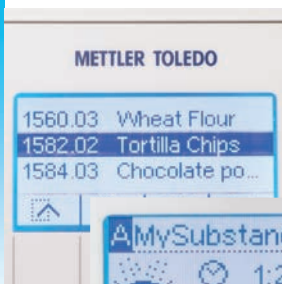 METTLER TOLEDO
1560.03 Wheat Flour
1582.02 Tortilla Chips
1584.03 Chocolate po...
AMySubstan
1:2